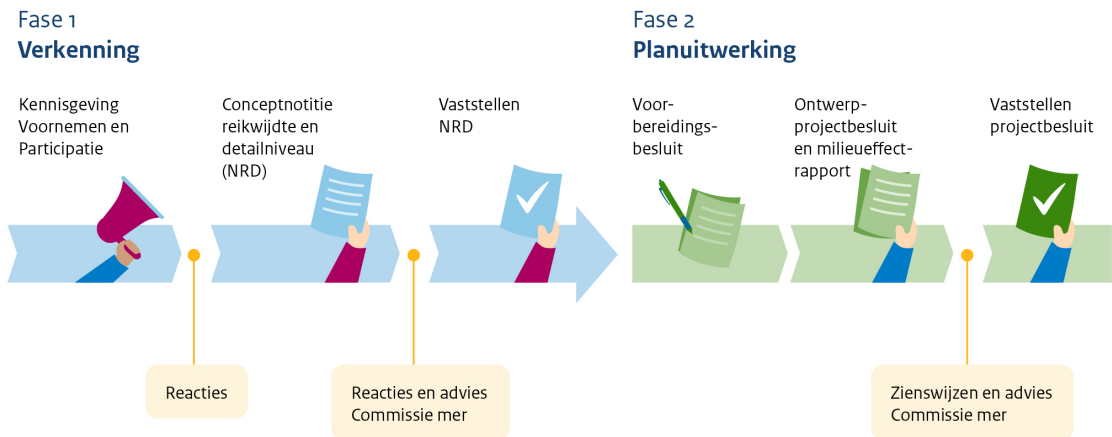 Fase 1
Verkenning
Kennisgeving
Voornemen en
Participatie
Conceptnotitie
reikwijdte en
detailniveau
(NRD)
Vaststellen
NRD
Reacties
Reacties en advies
Commissie mer
Fase 2
Planuitwerking
Voor-
bereidings-
besluit
Ontwerp-
projectbesluit
en milieueffect-
rapport
Vaststellen
projectbesluit
Zienswijzen en advies
Commissie mer